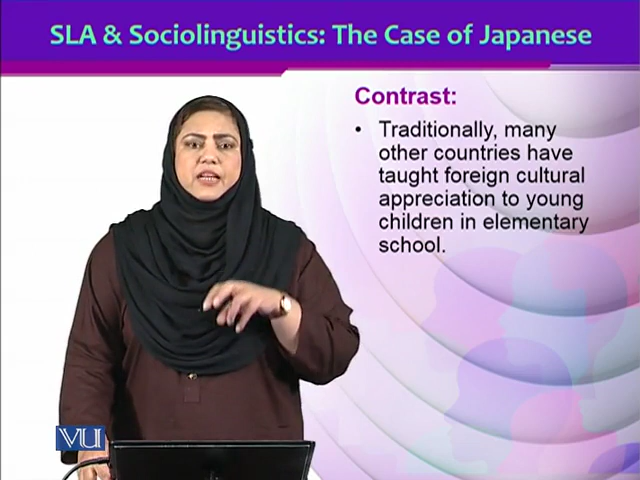 SLA & Sociolinguistics: The Case of Japanese
Contrast:
• Traditionally, many
other countries have
taught foreign cultural
appreciation to young
children in elementary
school.
VU